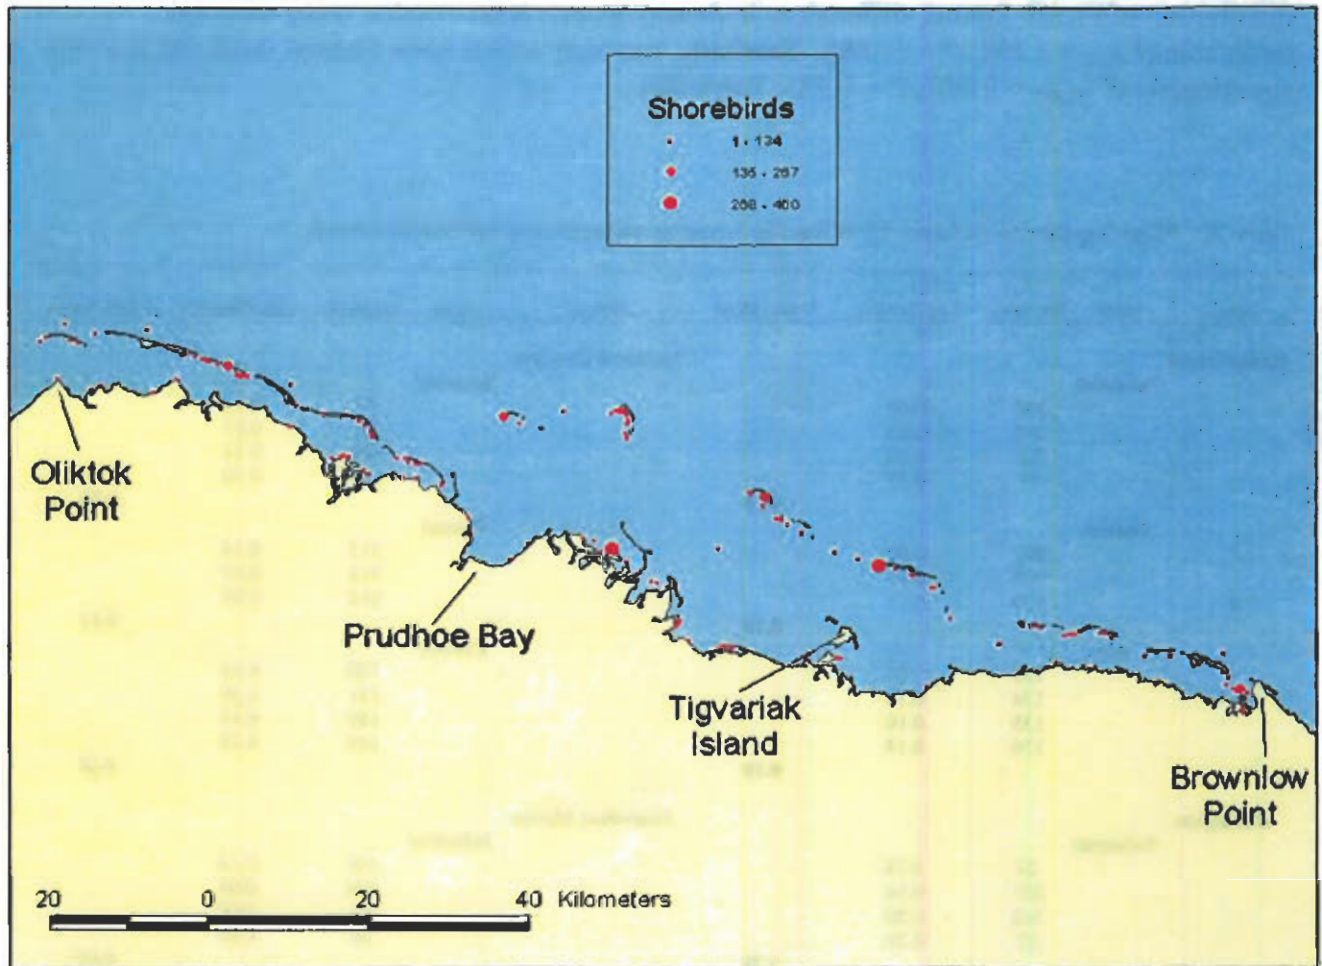 Shorebirds
1 - 134
135 - 267
268 - 400
Oliktok
Point
Prudhoe Bay
Tigvariak
Island
Brownlow
Point
20 0 20 40 Kilometers